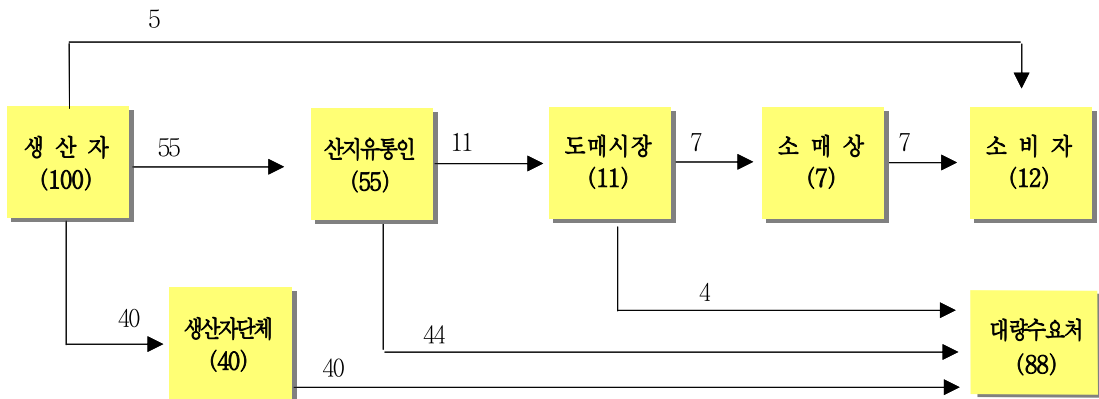 5
생 산 자
(100)
55
산지유통인
(55)
11
도매시장
(11)
7
소 매 상
(7)
7
소 비 자
(12)
40
생산자단체
(40)
44
40
4
대량수요처
(88)